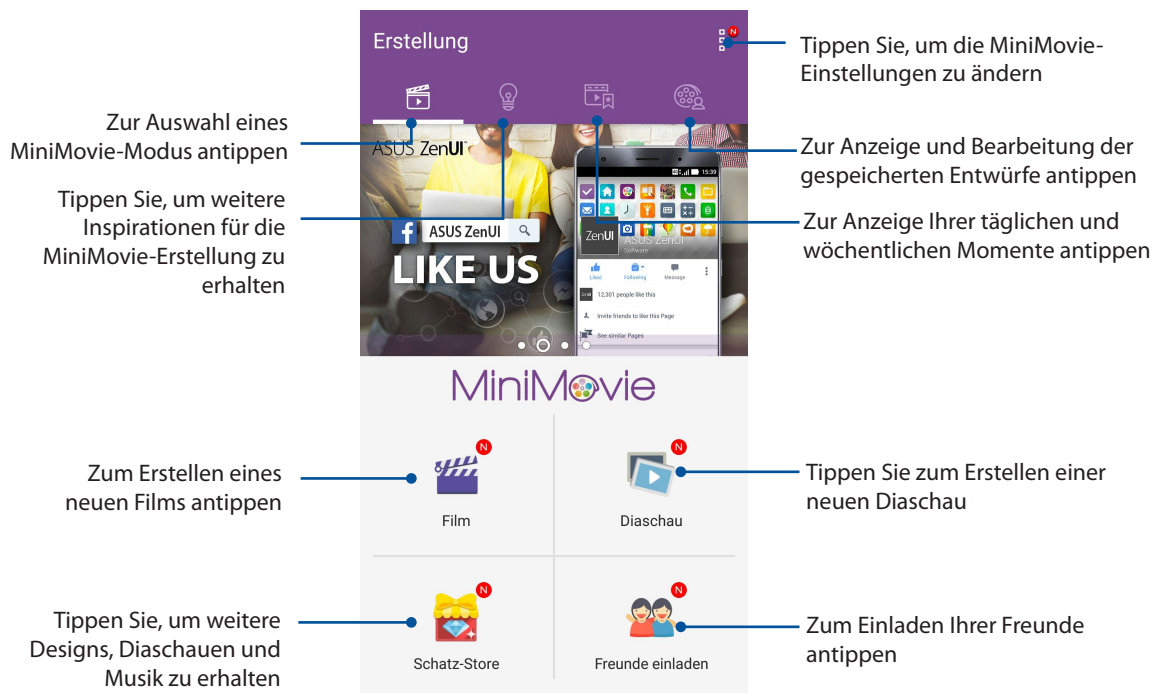 Erstellung
N
Tippen Sie, um die MiniMovie-
Einstellungen zu ändern
Zur Auswahl eines
MiniMovie-Modus antippen
Zur Anzeige und Bearbeitung der
gespeicherten Entwürfe antippen
Tippen Sie, um weitere
Inspirationen für die
MiniMovie-Erstellung zu
erhalten
Zur Anzeige Ihrer täglichen und
wöchentlichen Momente antippen
ASUS ZenUI
f ASUS ZenUI
LIKE US
15:39
ZenUI
ASUS ZenUI
Software
Liked Following Message
ZenUI 12,301 people like this
Invite friends to like this Page
See similar Pages
MiniMovie
Zum Erstellen eines
neuen Films antippen
N
Film
N
Diaschau
Tippen Sie zum Erstellen einer
neuen Diaschau
Tippen Sie, um weitere
Designs, Diaschauen und
Musik zu erhalten
N
Schatz-Store
N
Freunde einladen
Zum Einladen Ihrer Freunde
antippen